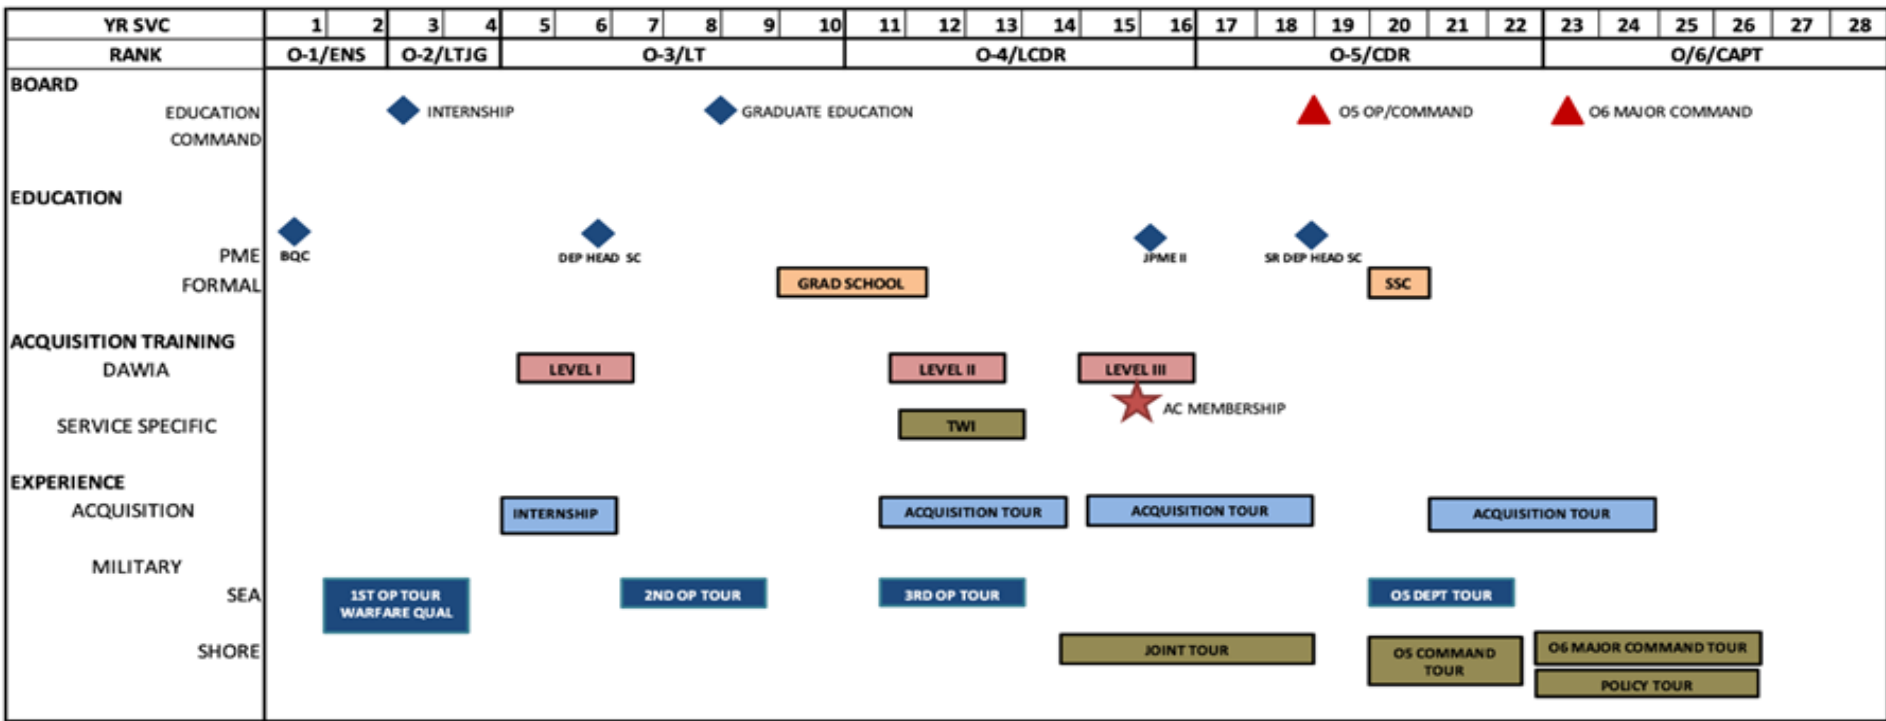 YR SVC 1 2 3 4 5 6 7 8 9 10 11 12 13 14 15 16 17 18 19 20 21 22 23 24 25 26 27 28
RANK O-1/ENS O-2/LTJG O-3/LT O-4/LCDR O-5/CDR O/6/CAPT
BOARD
EDUCATION INTERNSHIP GRADUATE EDUCATION O5 OP/COMMAND O6 MAJOR COMMAND
COMMAND
EDUCATION
PME BQC DEP HEAD SC JPME II SR DEP HEAD SC
FORMAL GRAD SCHOOL SSC
ACQUISITION TRAINING
DAWIA LEVEL I LEVEL II LEVEL III
AC MEMBERSHIP
SERVICE SPECIFIC TWI
EXPERIENCE
ACQUISITION INTERNSHIP ACQUISITION TOUR ACQUISITION TOUR ACQUISITION TOUR
MILITARY
SEA 1ST OP TOUR 2ND OP TOUR 3RD OP TOUR O5 DEPT TOUR
WARFARE QUAL
SHORE JOINT TOUR O5 COMMAND O6 MAJOR COMMAND TOUR
TOUR
POLICY TOUR